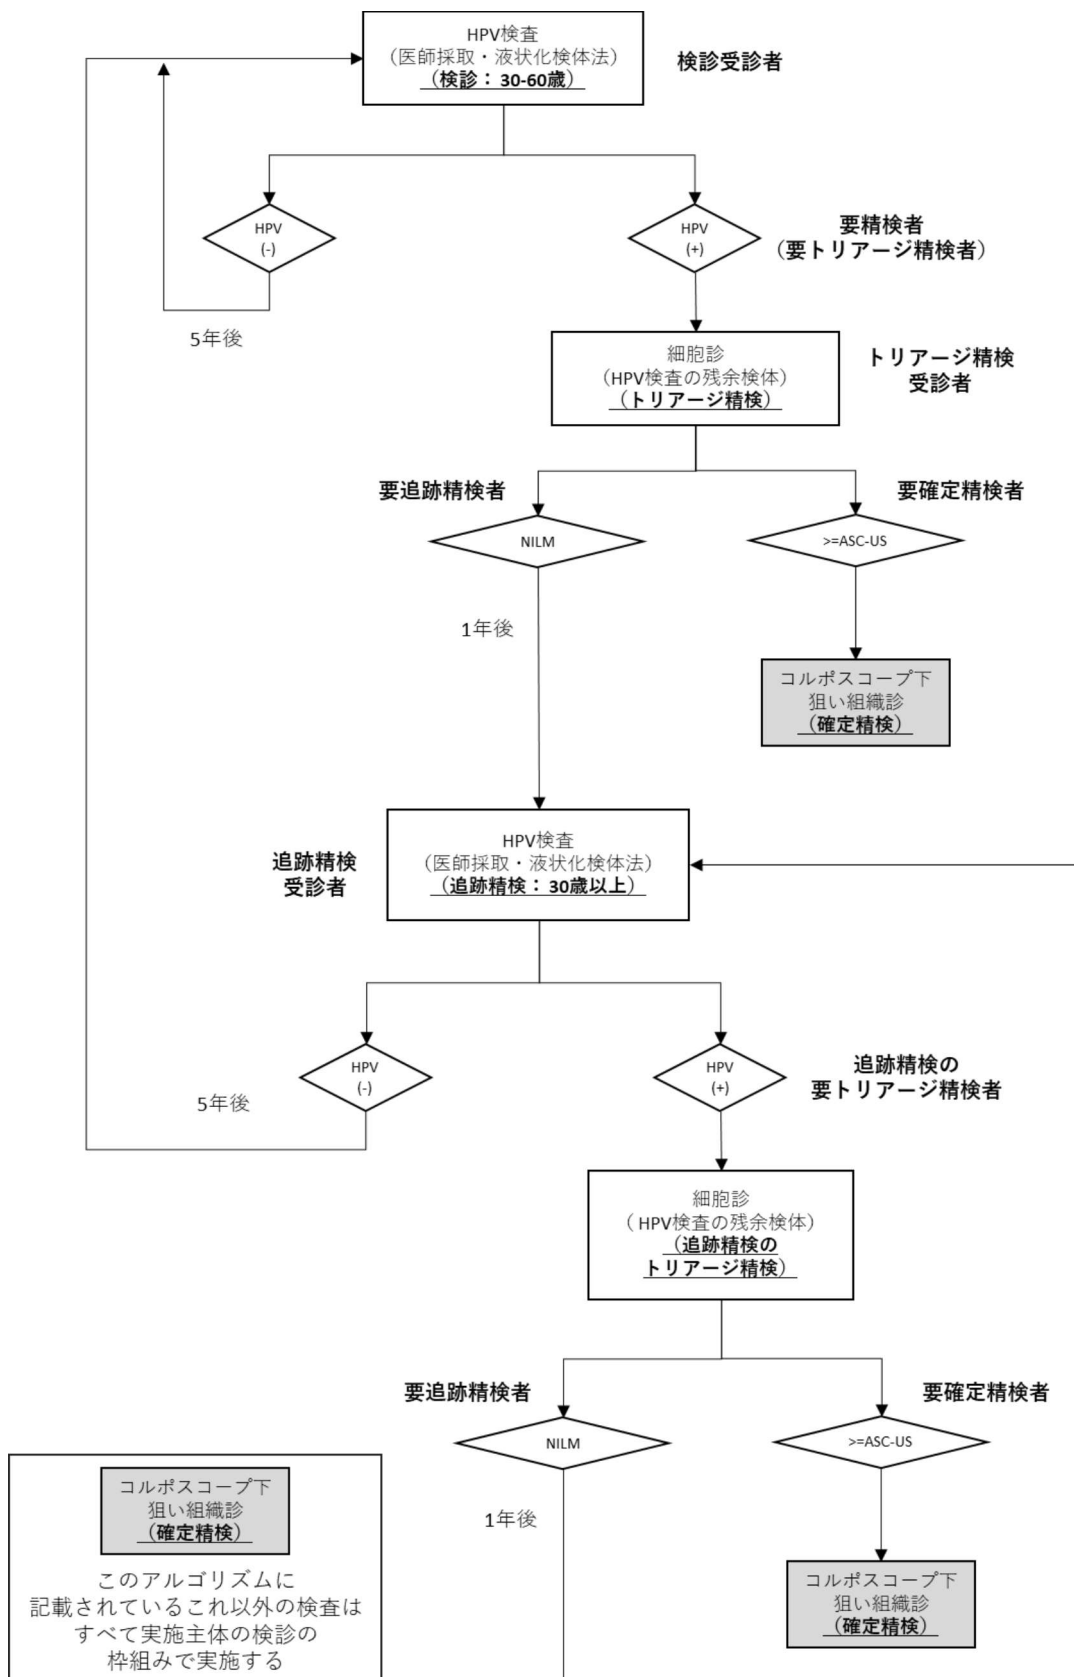 HPV検査
（医師採取・液状化検体法）
（検診：30-60歳）
検診受診者
HPV
(-)
HPV
(+)
要精検者
（要トリアージ精検者）
5年後
細胞診
（HPV検査の残余検体）
（トリアージ精検）
トリアージ精検
受診者
要追跡精検者
要確定精検者
NILM
>=ASC-US
1年後
コルポスコープ下
狙い組織診
（確定精検）
HPV検査
（医師採取・液状化検体法）
（追跡精検：30歳以上）
追跡精検
受診者
HPV
(-)
HPV
(+)
追跡精検の
要トリアージ精検者
5年後
細胞診
（HPV検査の残余検体）
（追跡精検の
トリアージ精検）
要追跡精検者
要確定精検者
NILM
>=ASC-US
1年後
コルポスコープ下
狙い組織診
（確定精検）
コルポスコープ下
狙い組織診
（確定精検）
このアルゴリズムに
記載されているこれ以外の検査は
すべて実施主体の検診の
枠組みで実施する